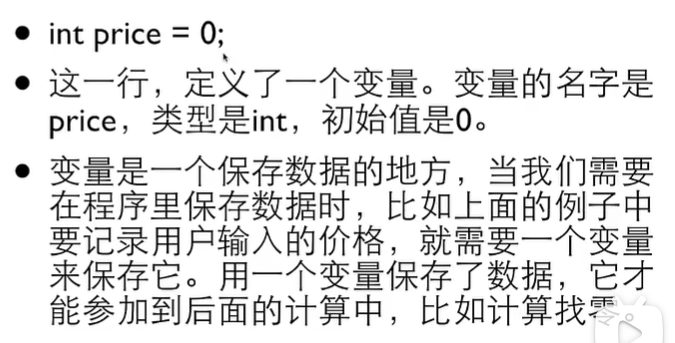 • int price = 0;
• 这一行，定义了一个变量。变量的名字是
price，类型是int，初始值是0。
• 变量是一个保存数据的地方，当我们需要
在程序里保存数据时，比如上面的例子中
要记录用户输入的价格，就需要一个变量
来保存它。用一个变量保存了数据，它才
能参加到后面的计算中，比如计算找零。